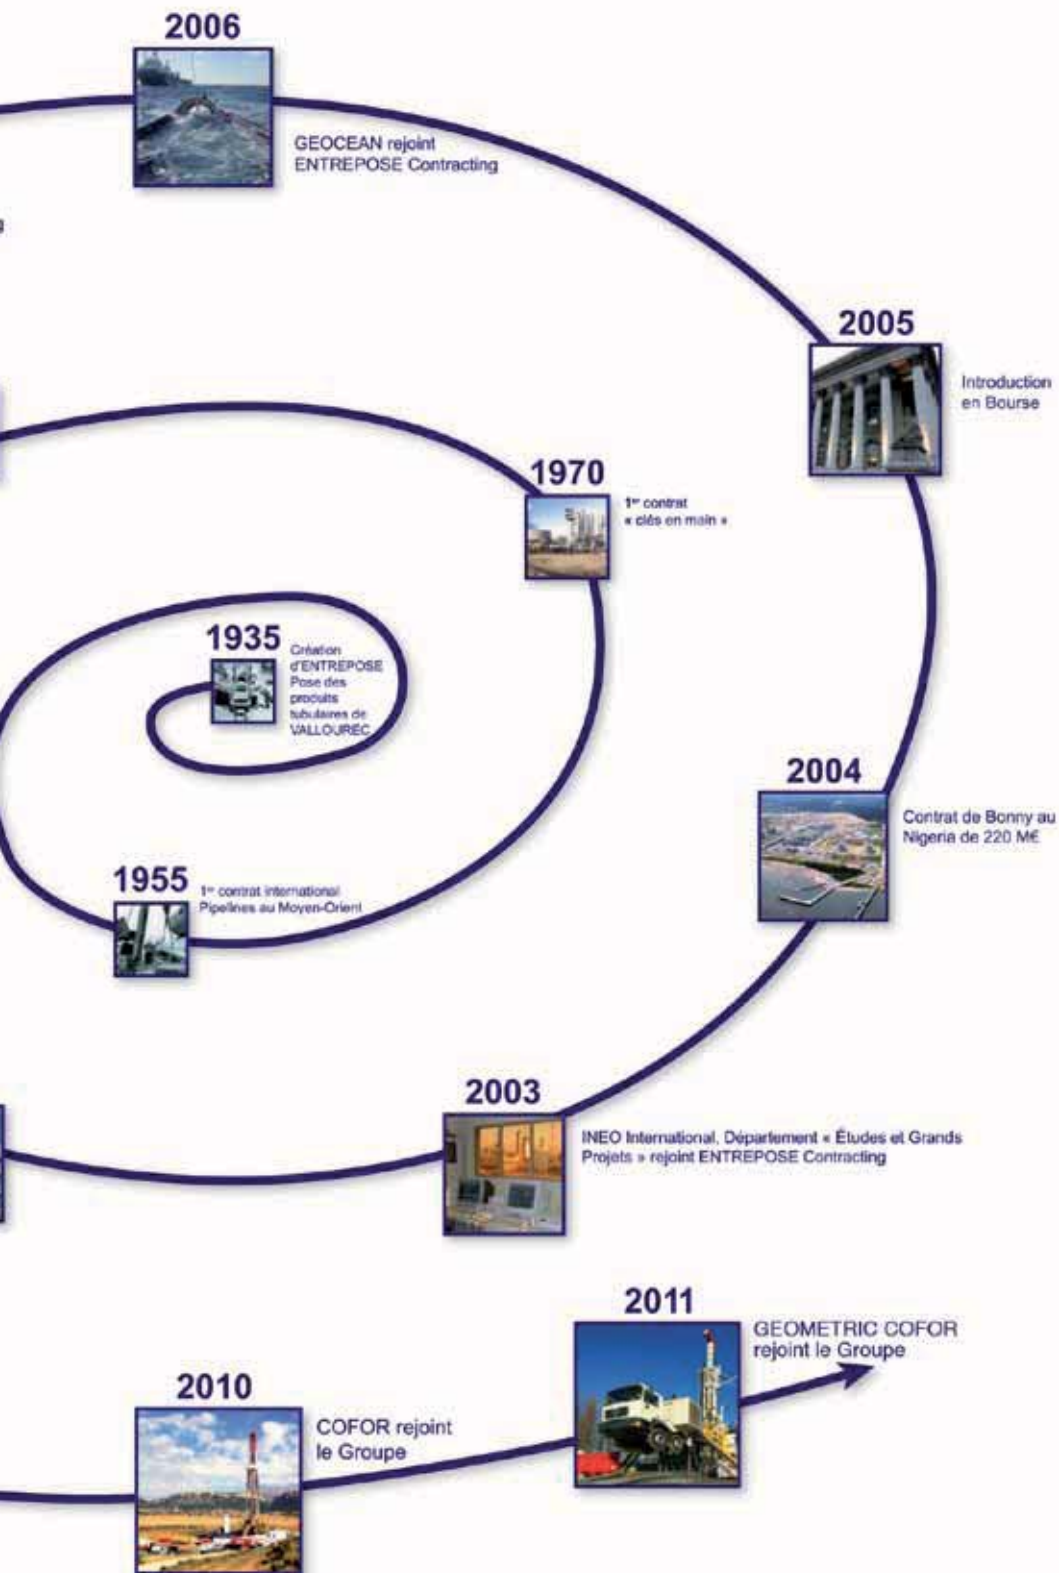 2006
GEOCEAN rejoint
ENTREPOSE Contracting
2005
Introduction
en Bourse
1970
1er contrat
« clés en main »
1935
Création
d'ENTREPOSE
Pose des
produits
tubulaires de
VALLOUREC
2004
Contrat de Bonny au
Nigeria de 220 M€
1955
1er contrat international
Pipelines au Moyen-Orient
2003
INEO International, Département « Études et Grands
Projets » rejoint ENTREPOSE Contracting
2011
GEOMETRIC COFOR
rejoint le Groupe
2010
COFOR rejoint
le Groupe